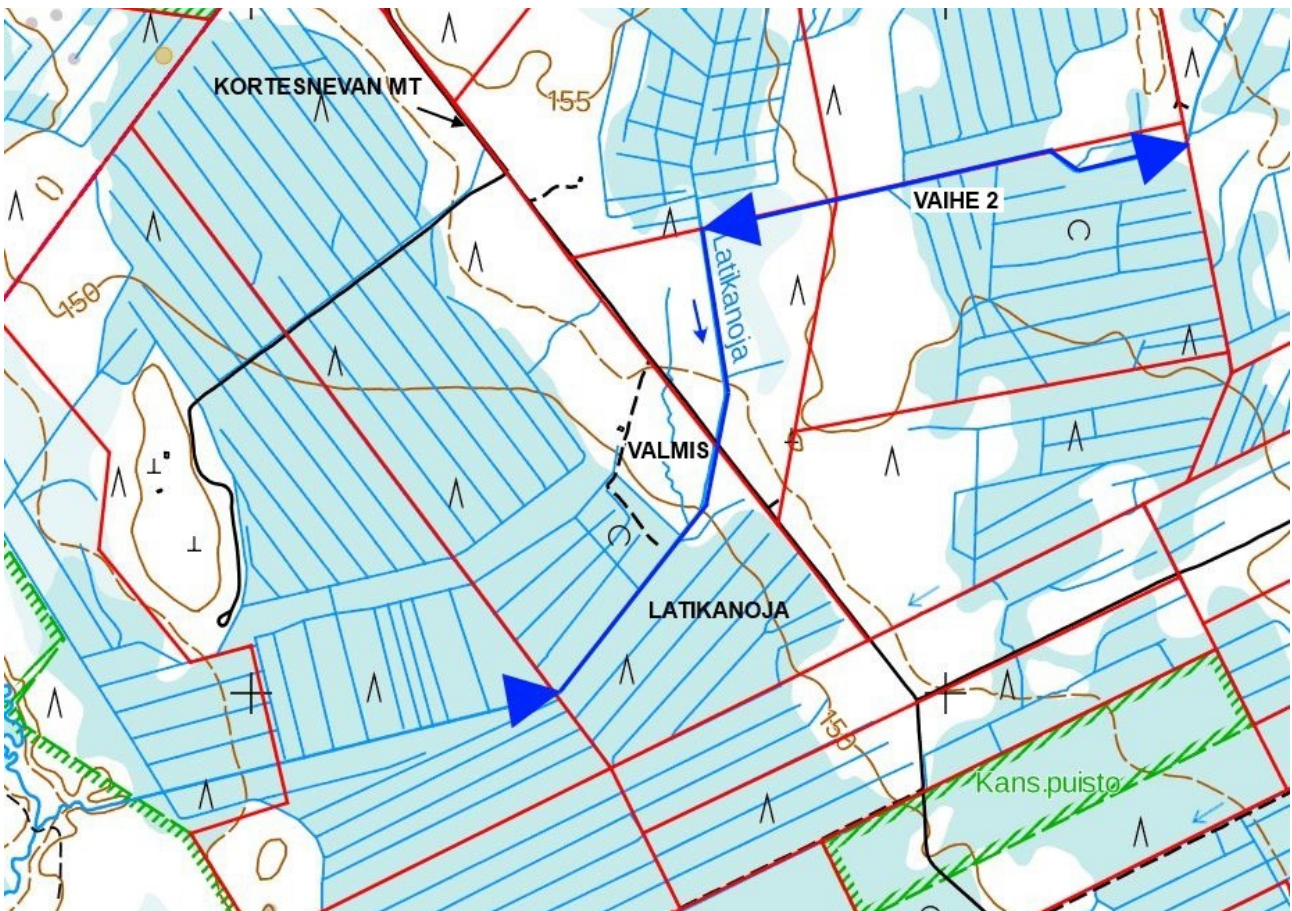 KORTESNEVAN MT
155
VAIHE 2
Latikanoja
150
VALMIS
LATIKANOJA
150
Kans.puisto